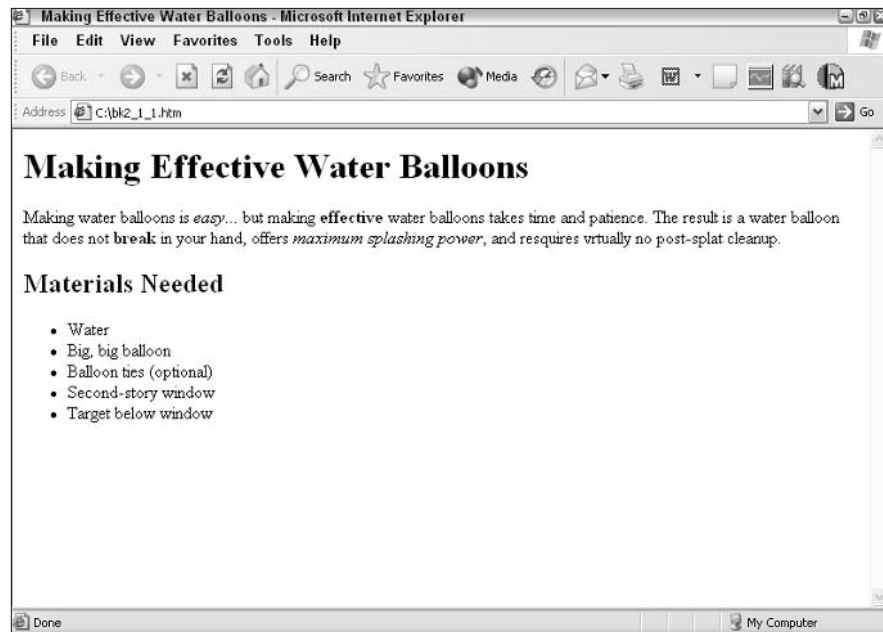 Making Effective Water Balloons - Microsoft Internet Explorer
File Edit View Favorites Tools Help
Back Search Favorites Media
Address C:\bk2_1_1.htm Go
Making Effective Water Balloons
Making water balloons is easy... but making effective water balloons takes time and patience. The result is a water balloon
that does not break in your hand, offers maximum splashing power, and resquires vrtually no post-splat cleanup.
Materials Needed
• Water
• Big, big balloon
• Balloon ties (optional)
• Second-story window
• Target below window
Done My Computer